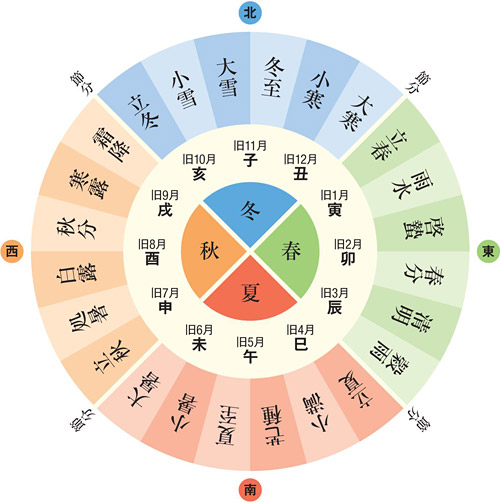 北
節分
立冬
小雪
大雪
冬至
小寒
大寒
節分
立春
雨水
啓蟄
東
春分
清明
穀雨
節分
立夏
小満
芒種
南
夏至
小暑
大暑
節分
立秋
処暑
白露
西
秋分
寒露
霜降
旧11月
子
旧12月
丑
旧1月
寅
旧2月
卯
旧3月
辰
旧4月
巳
旧5月
午
旧6月
未
旧7月
申
旧8月
酉
旧9月
戌
旧10月
亥
冬
春
夏
秋